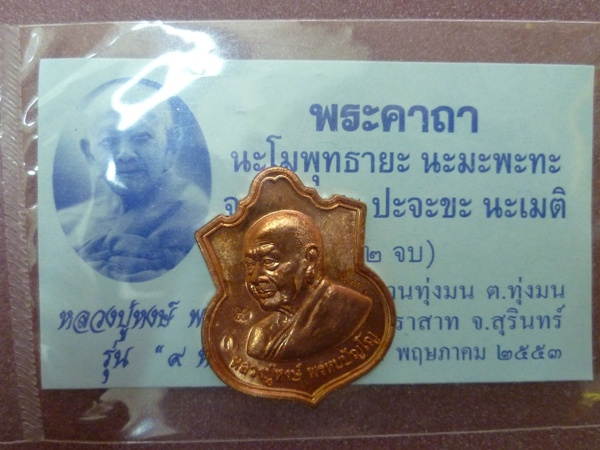 พระคาถา
นะโมพุทธายะ นะมะพะทะ
จ ปะจะขะ นะเมติ
๒ จบ)
านทุ่งมน ต.ทุ่งมน
หลวงปู่หงษ์ พ ราสาท จ.สุรินทร์
รุ่น " ๙ พฤษภาคม ๒๕๕๓
หลวงปู่หงษ์ พรหมปัญโญ